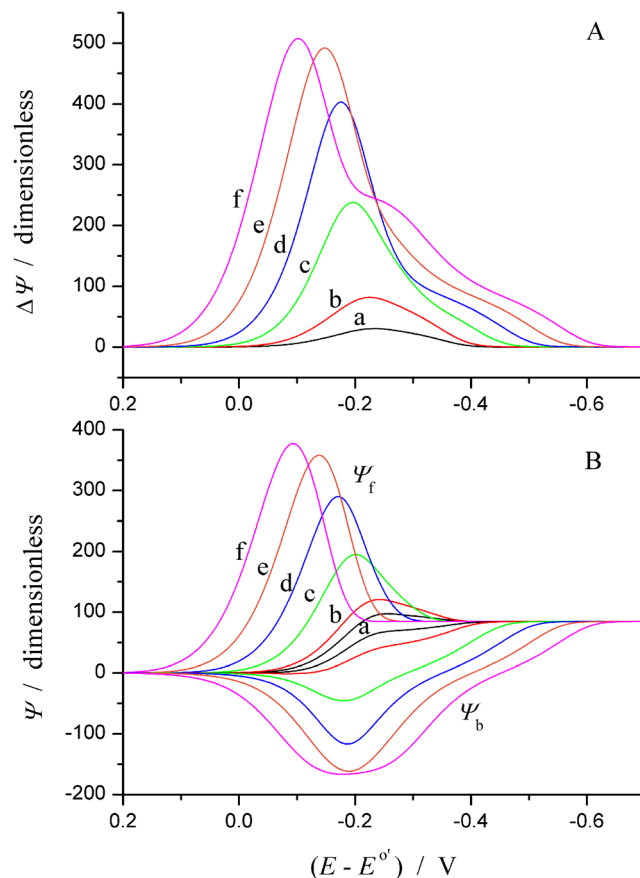 A
500
400
300
200
100
0
ΔΨ / dimensionless
f
e
d
c
b
a
0.2
0.0
-0.2
-0.4
-0.6
B
400
300
200
100
0
-100
-200
Ψ / dimensionless
Ψf
f
e
d
c
b
a
Ψb
0.2
0.0
-0.2
-0.4
-0.6
(E - Eo') / V